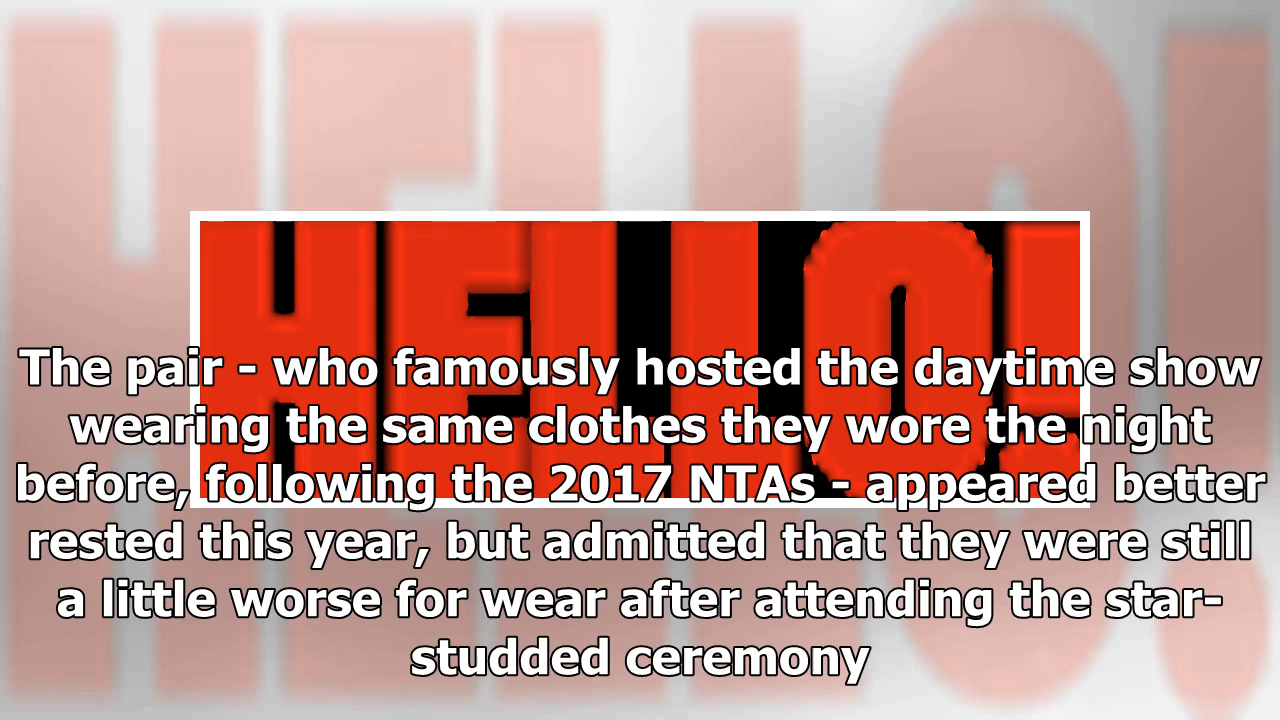 HELLO!
The pair - who famously hosted the daytime show
wearing the same clothes they wore the night
before, following the 2017 NTAs - appeared better
rested this year, but admitted that they were still
a little worse for wear after attending the star-
studded ceremony